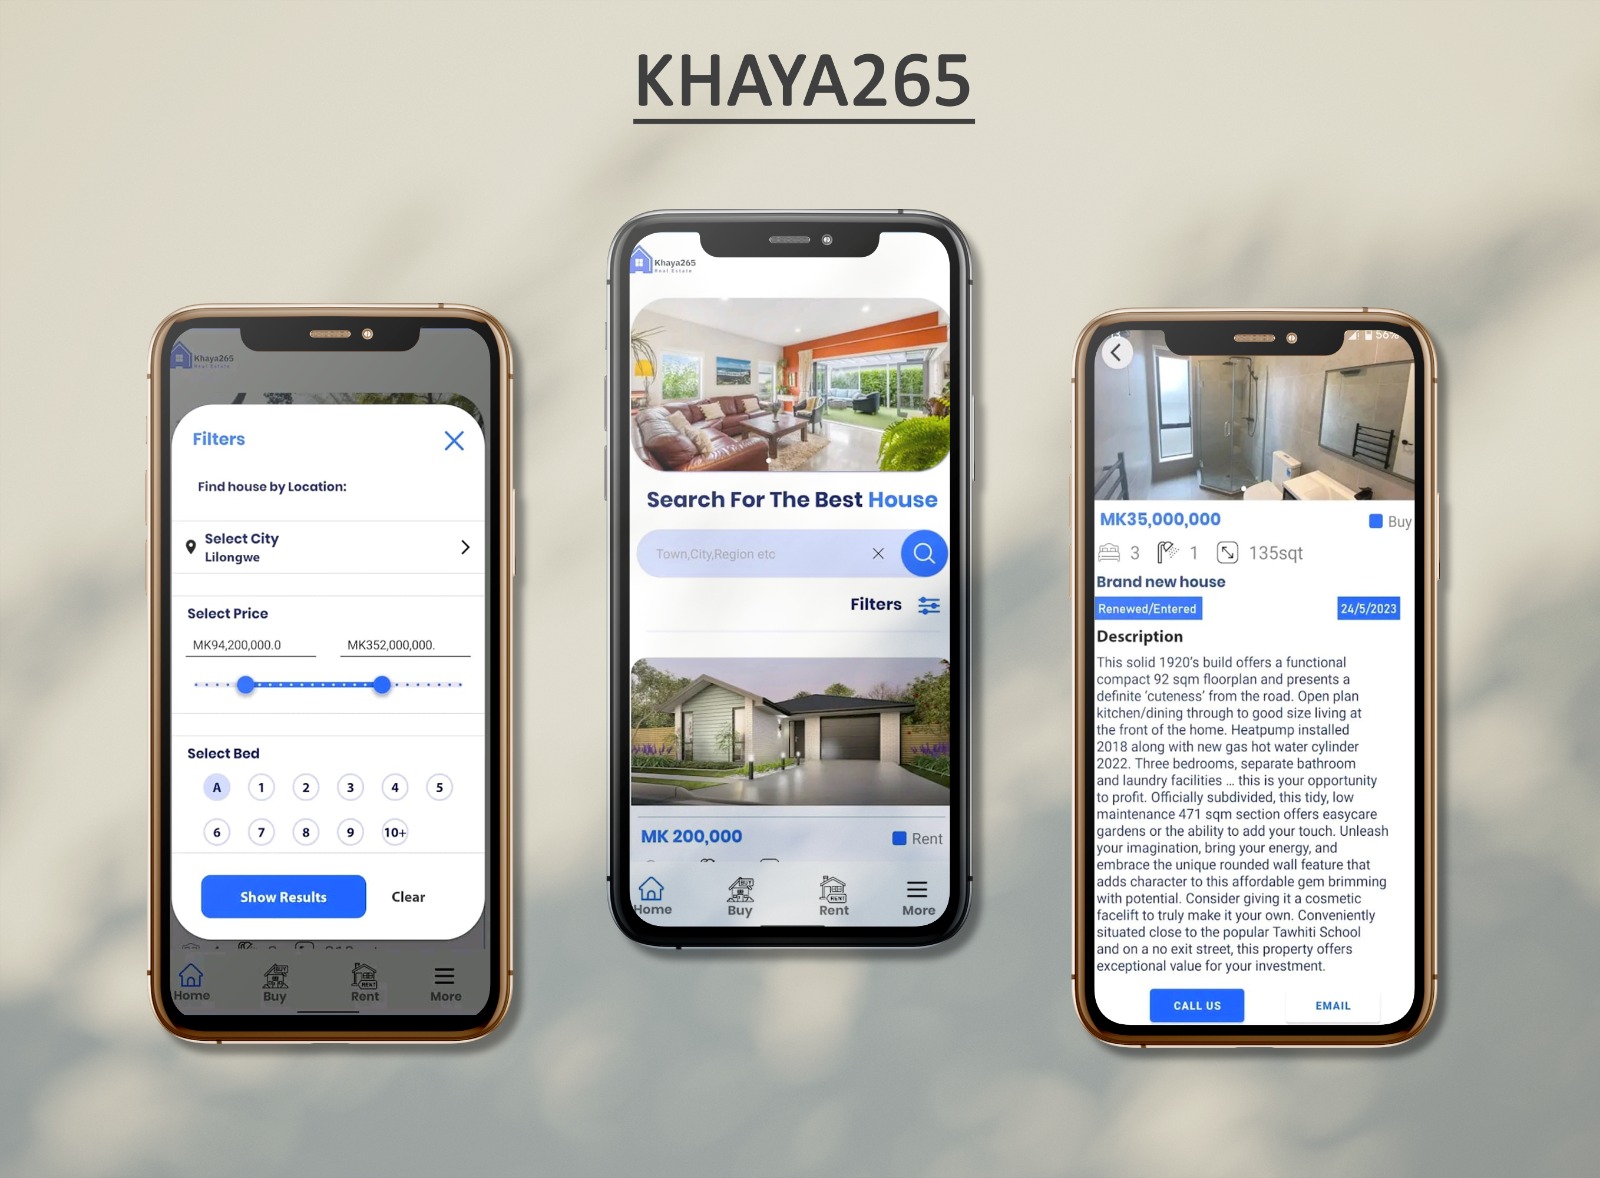 KHAYA265
Khaya265
Real Estate
Filters
Find house by Location:
Select City
Lilongwe
Select Price
MK94,200,000.0
MK352,000,000.
Select Bed
A 1 2 3 4 5
6 7 8 9 10+
Show Results
Clear
Home Buy Rent More
Khaya265
Real Estate
Search For The Best House
Town,City,Region etc
Filters
MK 200,000
Rent
Home Buy Rent More
56%
MK35,000,000
Buy
3 1 135sqt
Brand new house
Renewed/Entered
24/5/2023
Description
This solid 1920's build offers a functional
compact 92 sqm floorplan and presents a
definite 'cuteness' from the road. Open plan
kitchen/dining through to good size living at
the front of the home. Heatpump installed
2018 along with new gas hot water cylinder
2022. Three bedrooms, separate bathroom
and laundry facilities ... this is your opportunity
to profit. Officially subdivided, this tidy, low
maintenance 471 sqm section offers easycare
gardens or the ability to add your touch. Unleash
your imagination, bring your energy, and
embrace the unique rounded wall feature that
adds character to this affordable gem brimming
with potential. Consider giving it a cosmetic
facelift to truly make it your own. Conveniently
situated close to the popular Tawhiti School
and on a no exit street, this property offers
exceptional value for your investment.
CALL US
EMAIL